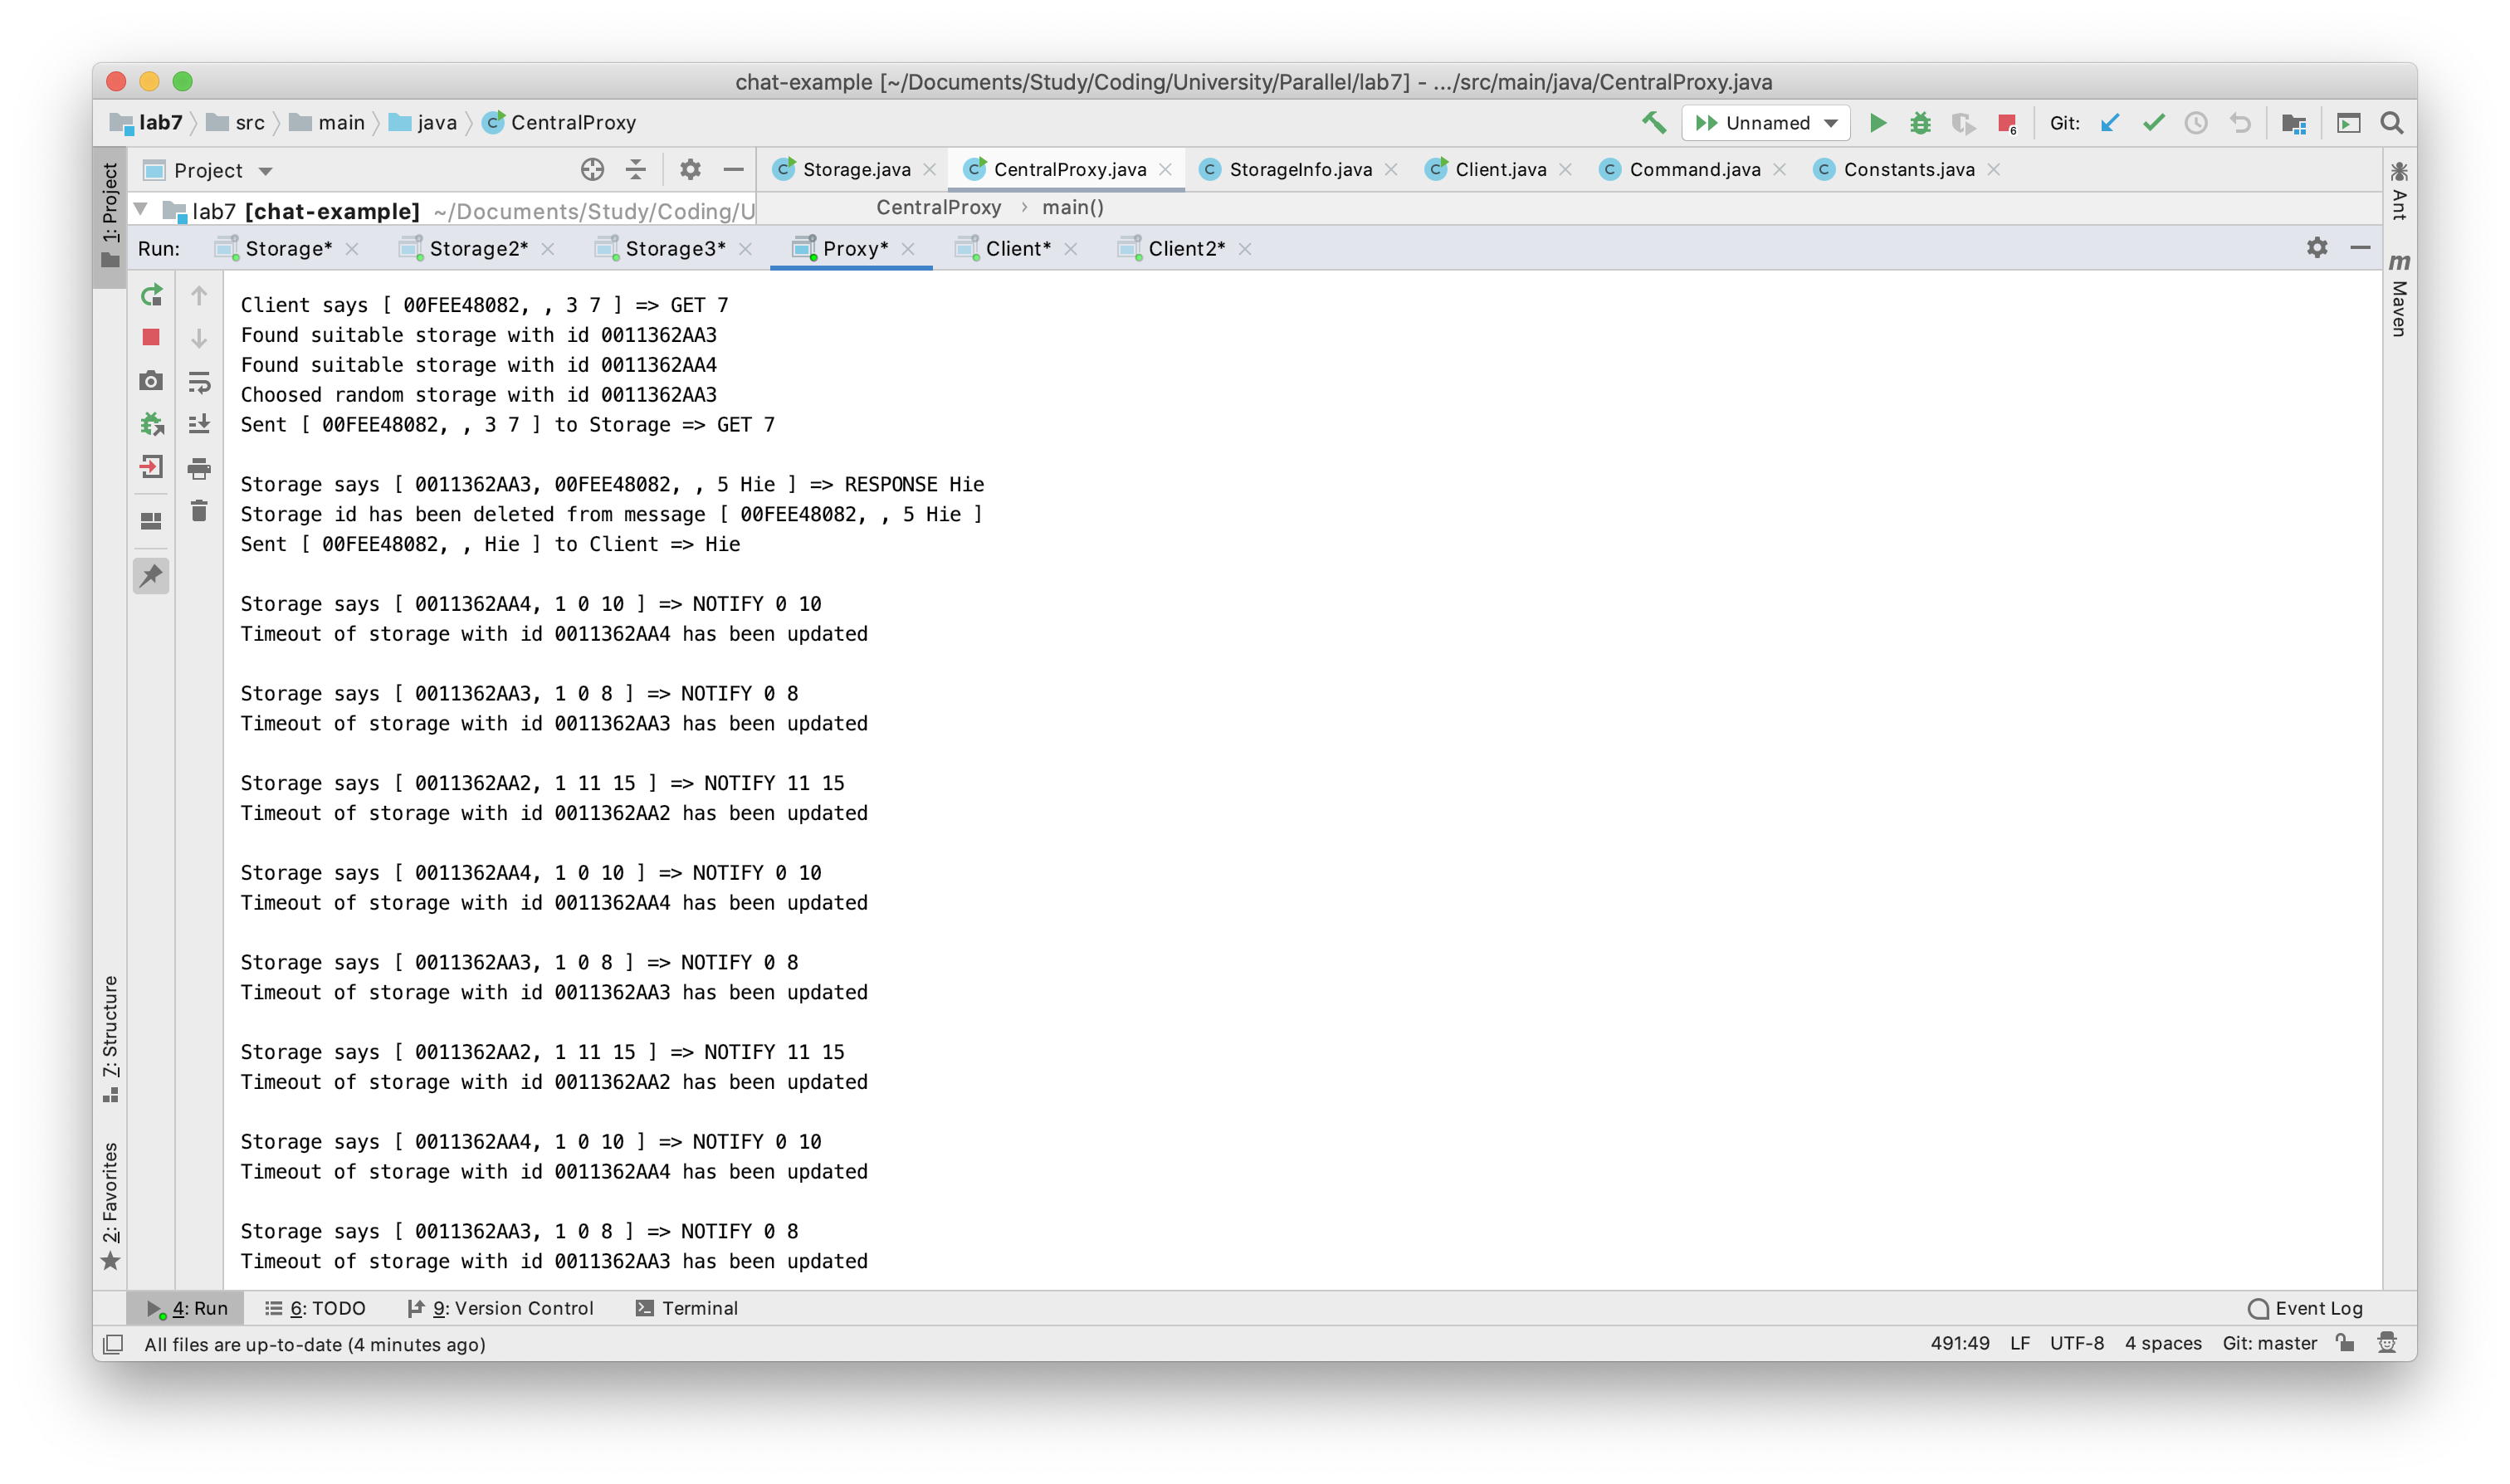 chat-example [~/Documents/Study/Coding/University/Parallel/lab7] - .../src/main/java/CentralProxy.java
lab7 src main java CentralProxy Unnamed 6 Git:
1: Project Project Storage.java CentralProxy.java StorageInfo.java Client.java Command.java Constants.java Ant
lab7 [chat-example] ~/Documents/Study/Coding/U CentralProxy main()
Run: Storage* Storage2* Storage3* Proxy* Client* Client2*
m Maven
Client says [ 00FEE48082, , 3 7 ] => GET 7
Found suitable storage with id 0011362AA3
Found suitable storage with id 0011362AA4
Choosed random storage with id 0011362AA3
Sent [ 00FEE48082, , 3 7 ] to Storage => GET 7
Storage says [ 0011362AA3, 00FEE48082, , 5 Hie ] => RESPONSE Hie
Storage id has been deleted from message [ 00FEE48082, , 5 Hie ]
Sent [ 00FEE48082, , Hie ] to Client => Hie
Storage says [ 0011362AA4, 1 0 10 ] => NOTIFY 0 10
Timeout of storage with id 0011362AA4 has been updated
Storage says [ 0011362AA3, 1 0 8 ] => NOTIFY 0 8
Timeout of storage with id 0011362AA3 has been updated
Storage says [ 0011362AA2, 1 11 15 ] => NOTIFY 11 15
Timeout of storage with id 0011362AA2 has been updated
Storage says [ 0011362AA4, 1 0 10 ] => NOTIFY 0 10
Timeout of storage with id 0011362AA4 has been updated
Storage says [ 0011362AA3, 1 0 8 ] => NOTIFY 0 8
Timeout of storage with id 0011362AA3 has been updated
Storage says [ 0011362AA2, 1 11 15 ] => NOTIFY 11 15
Timeout of storage with id 0011362AA2 has been updated
Storage says [ 0011362AA4, 1 0 10 ] => NOTIFY 0 10
Timeout of storage with id 0011362AA4 has been updated
Storage says [ 0011362AA3, 1 0 8 ] => NOTIFY 0 8
Timeout of storage with id 0011362AA3 has been updated
7: Structure
2: Favorites
4: Run 6: TODO 9: Version Control Terminal Event Log
All files are up-to-date (4 minutes ago) 491:49 LF UTF-8 4 spaces Git: master